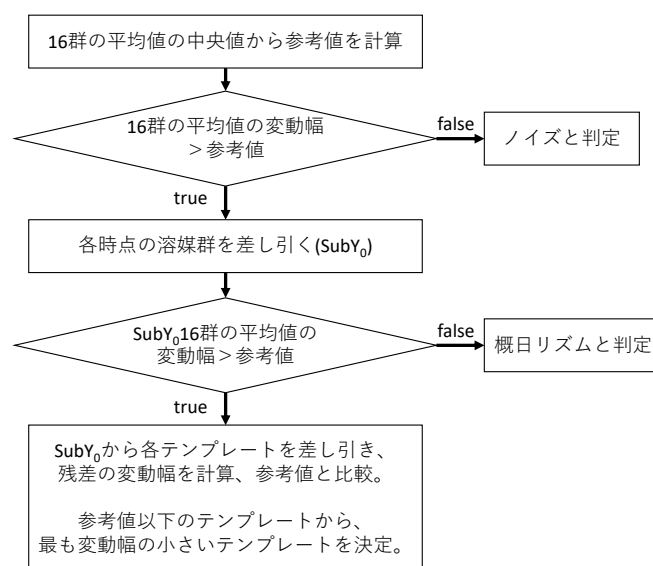 16群の平均値の中央値から参考値を計算
16群の平均値の変動幅
＞参考値
false
ノイズと判定
true
各時点の溶媒群を差し引く(SubY₀)
SubY₀16群の平均値の
変動幅＞参考値
false
概日リズムと判定
true
SubY₀から各テンプレートを差し引き、
残差の変動幅を計算、参考値と比較。
参考値以下のテンプレートから、
最も変動幅の小さいテンプレートを決定。